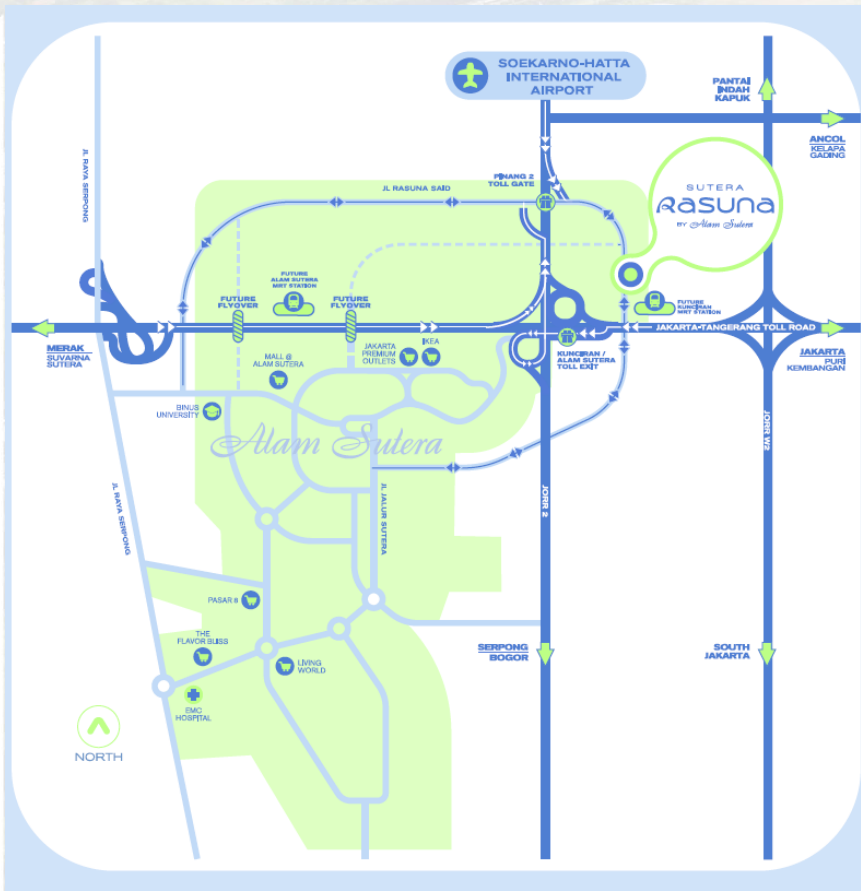 SOEKARNO-HATTA
INTERNATIONAL
AIRPORT
PANTAI
INDAH
KAPUK
ANCOL
KELAPA
GADING
JL RAYA SERPONG
PINANG 2
TOLL GATE
JL RASUNA SAID
SUTERA
RASUNA
BY Alam Sutera
FUTURE
ALAM SUTERA
MRT STATION
FUTURE
FLYOVER
FUTURE
FLYOVER
FUTURE
KUNCIRAN
MRT STATION
JAKARTA-TANGERANG TOLL ROAD
MERAK
SUVARNA
SUTERA
MALL @
ALAM SUTERA
JAKARTA
PREMIUM
OUTLETS
IKEA
KUNCIRAN /
ALAM SUTERA
TOLL EXIT
JAKARTA
PURI
KEMBANGAN
BINUS
UNIVERSITY
Alam Sutera
JORR W2
JL RAYA SERPONG
JL JALUR SUTERA
JORR 2
PASAR 8
THE
FLAVOR BLISS
LIVING
WORLD
SERPONG
BOGOR
SOUTH
JAKARTA
EMC
HOSPITAL
NORTH